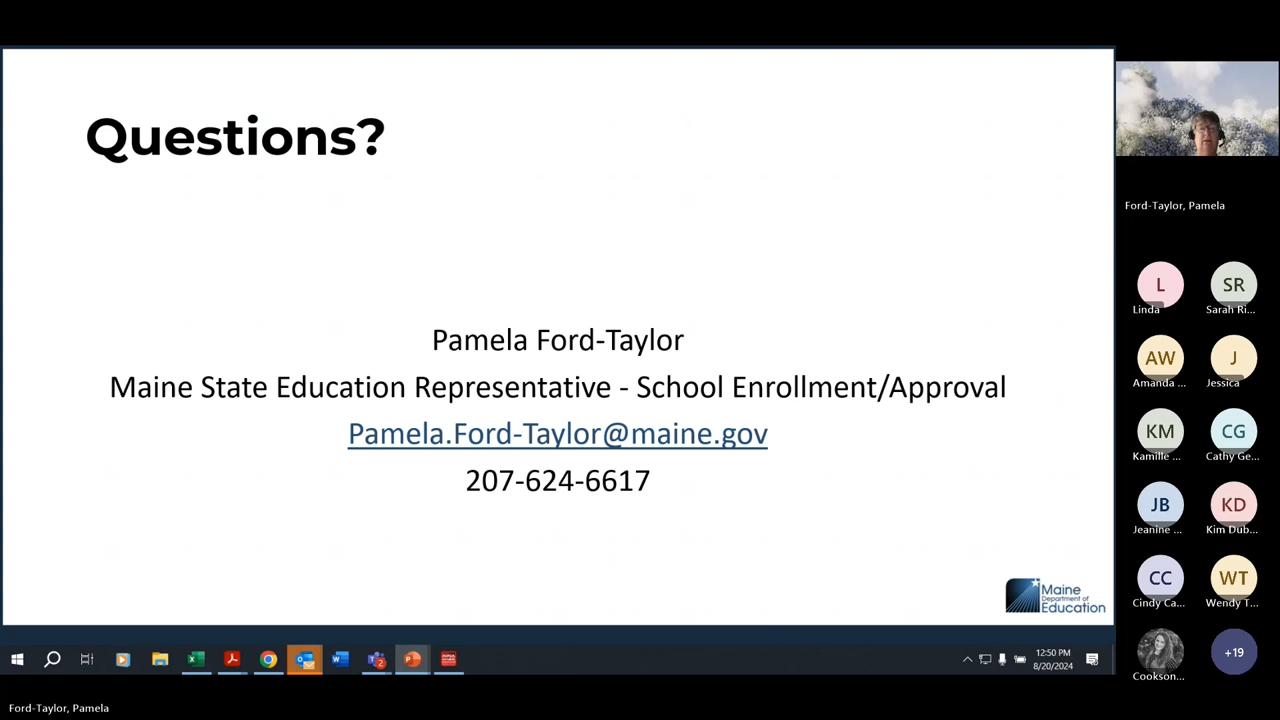 Questions?
Pamela Ford-Taylor
Maine State Education Representative - School Enrollment/Approval
Pamela.Ford-Taylor@maine.gov
207-624-6617
Maine
Department of
Education
12:50 PM
8/20/2024
Ford-Taylor, Pamela
L
SR
Linda
Sarah Ri...
AW
J
Amanda ...
Jessica
KM
CG
Kamille ...
Cathy Ge...
JB
KD
Jeanine ...
Kim Dub...
CC
WT
Cindy Ca...
Wendy T...
+19
Cookson...
Ford-Taylor, Pamela